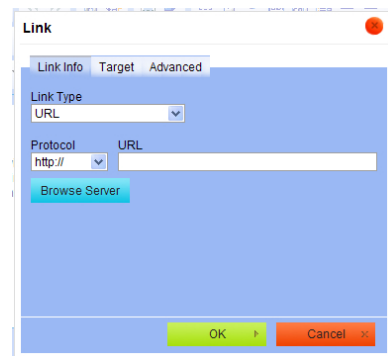 Link
Link Info Target Advanced
Link Type
URL
Protocol URL
http://
Browse Server
OK
Cancel